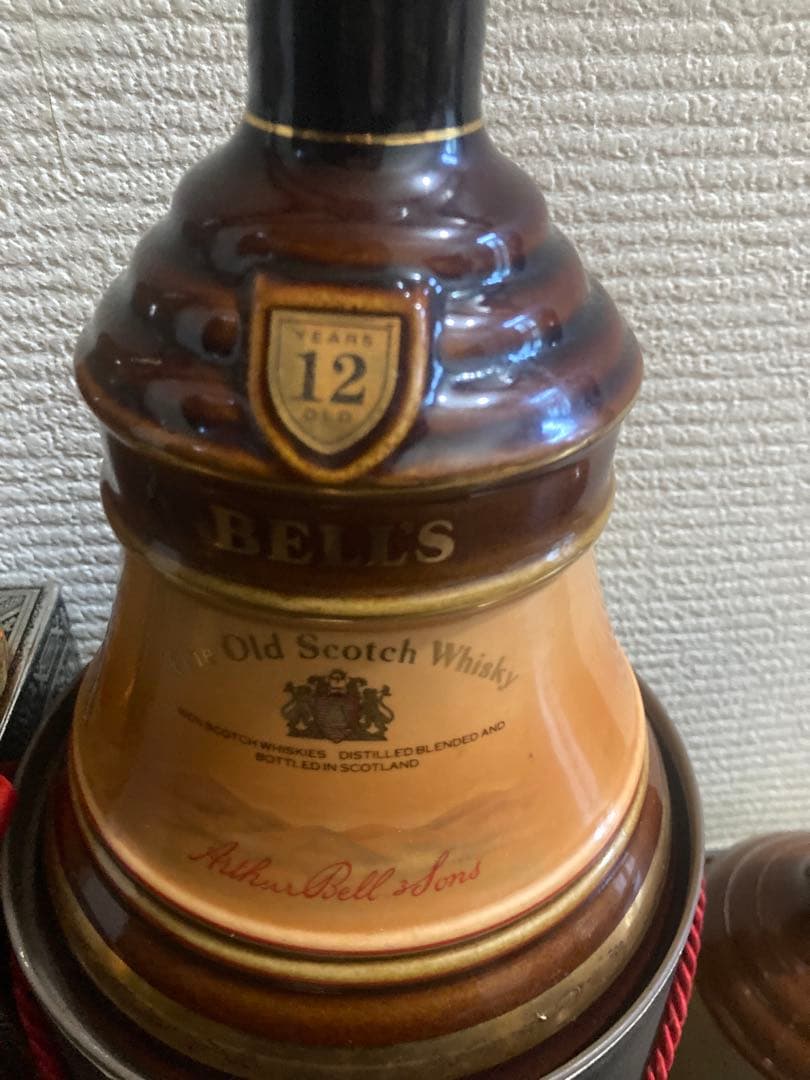 YEARS
12
OLD
BELL'S
Old Scotch Whisky
SCOTCH WHISKIES DISTILLED BLENDED AND
BOTTLED IN SCOTLAND
Arthur Bell & Sons